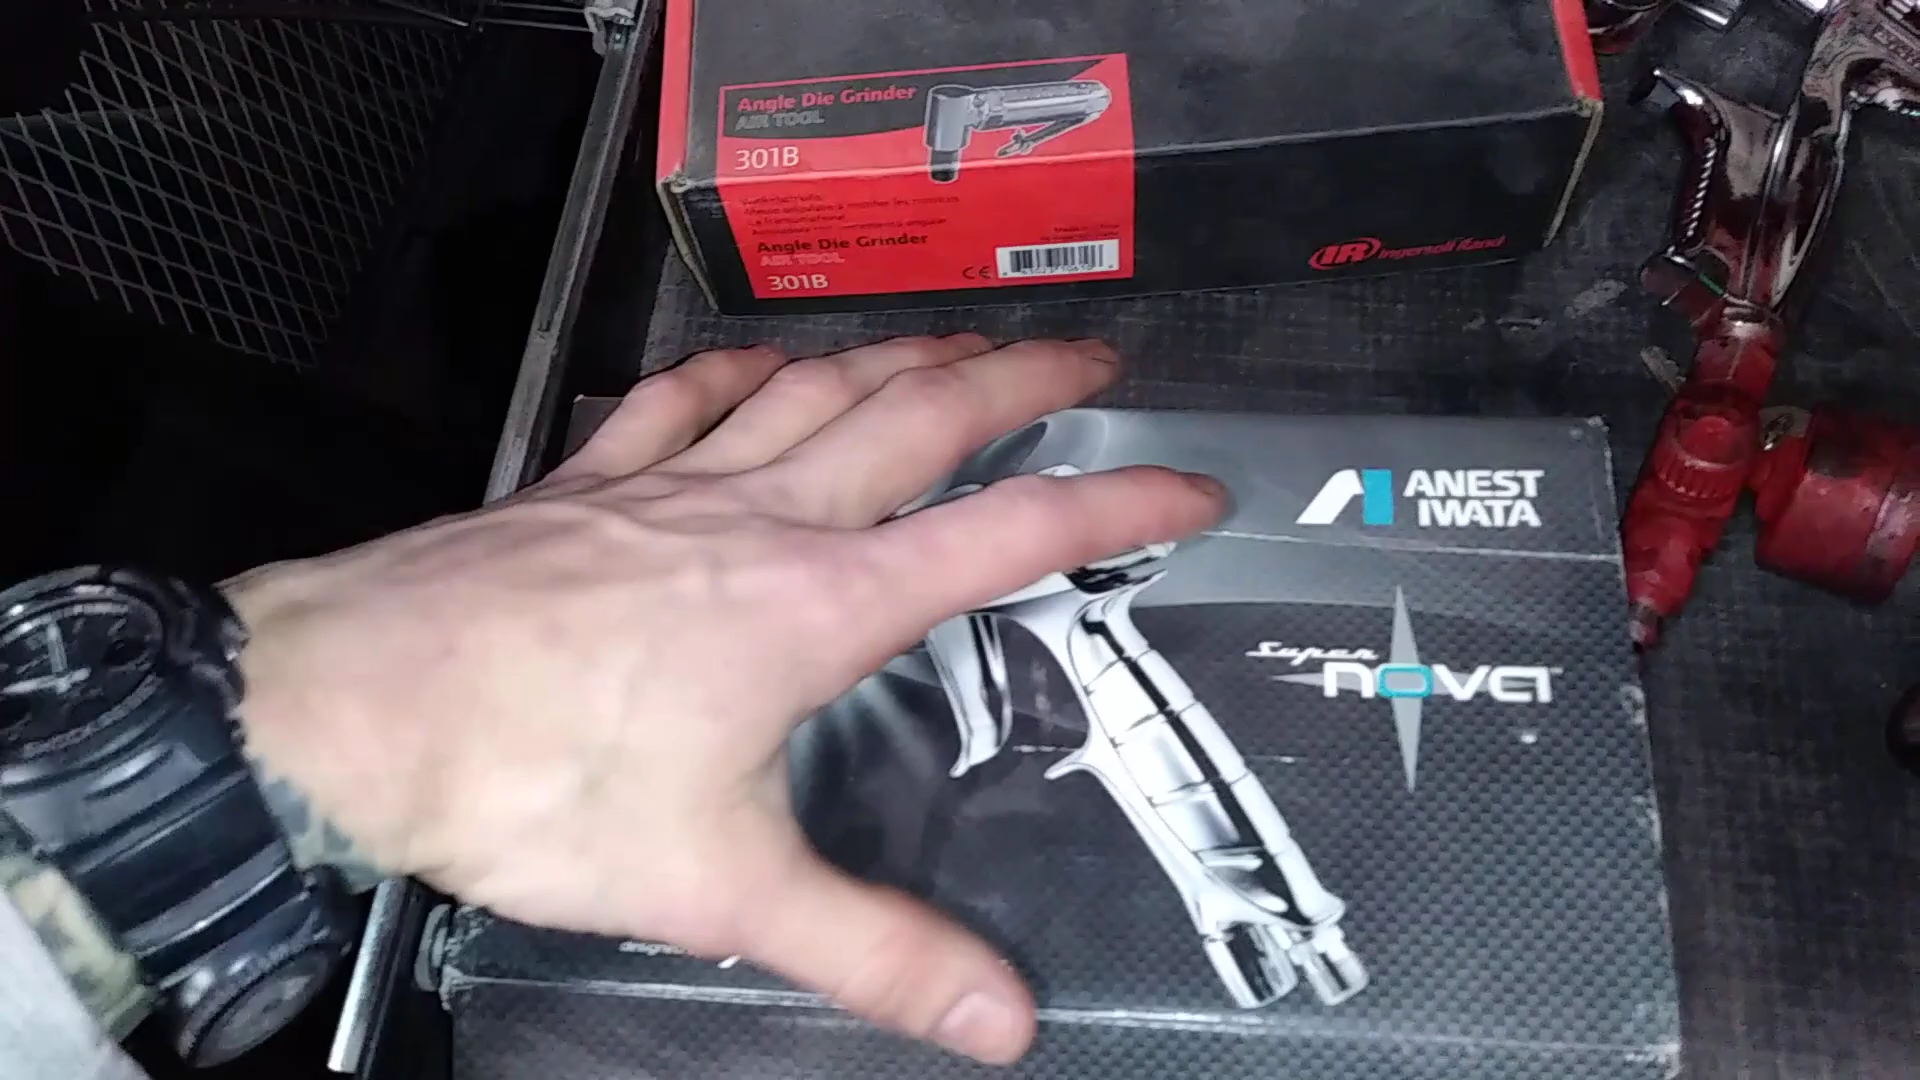 Angle Die Grinder
AIR TOOL
301B
Angle Die Grinder
AIR TOOL
301B
CE
IR Ingersoll Rand
ANEST
IWATA
Super
nova